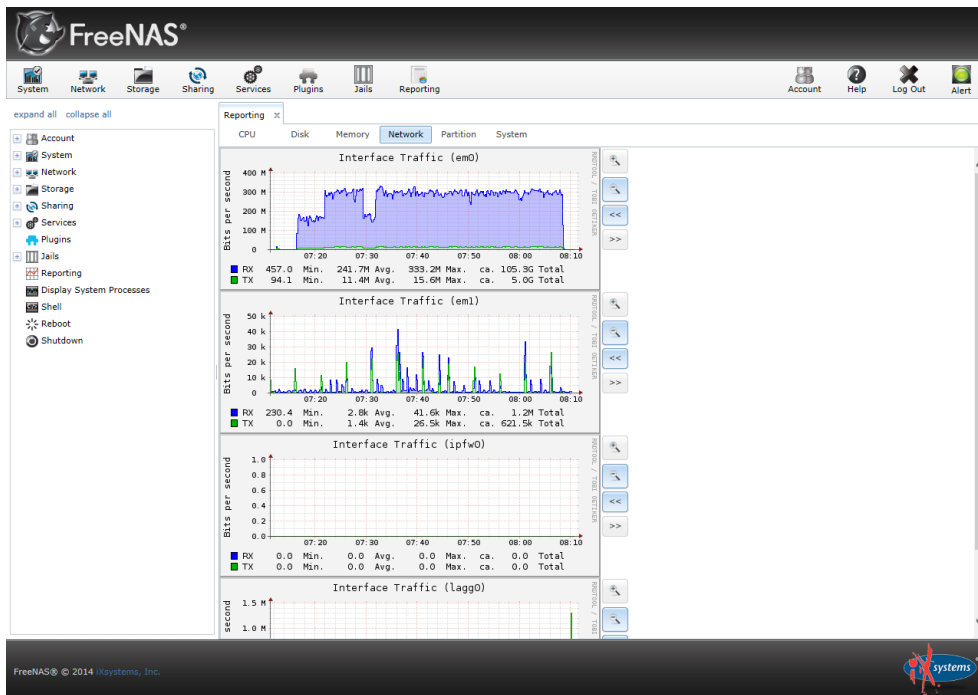 FreeNAS®
System Network Storage Sharing Services Plugins Jails Reporting Account Help Log Out Alert
expand all collapse all
Account
System
Network
Storage
Sharing
Services
Plugins
Jails
Reporting
Display System Processes
Shell
Reboot
Shutdown
Reporting x
CPU Disk Memory Network Partition System
Interface Traffic (em0)
RRDTOOL / TOBI OETIKER
Bits per second
400 M
300 M
200 M
100 M
0
07:20 07:30 07:40 07:50 08:00 08:10
RX 457.0 Min. 241.7M Avg. 333.2M Max. ca. 105.3G Total
TX 94.1 Min. 11.4M Avg. 15.6M Max. ca. 5.0G Total
<<
>>
Interface Traffic (em1)
RRDTOOL / TOBI OETIKER
Bits per second
50 k
40 k
30 k
20 k
10 k
0
07:20 07:30 07:40 07:50 08:00 08:10
RX 230.4 Min. 2.8k Avg. 41.6k Max. ca. 1.2M Total
TX 0.0 Min. 1.4k Avg. 26.5k Max. ca. 621.5k Total
<<
>>
Interface Traffic (ipfw0)
RRDTOOL / TOBI OETIKER
Bits per second
1.0
0.8
0.6
0.4
0.2
0.0
07:20 07:30 07:40 07:50 08:00 08:10
RX 0.0 Min. 0.0 Avg. 0.0 Max. ca. 0.0 Total
TX 0.0 Min. 0.0 Avg. 0.0 Max. ca. 0.0 Total
<<
>>
Interface Traffic (lagg0)
RRDTOOL / TOBI
second
1.5 M
1.0 M
FreeNAS® © 2014 iXsystems, Inc.
iXsystems